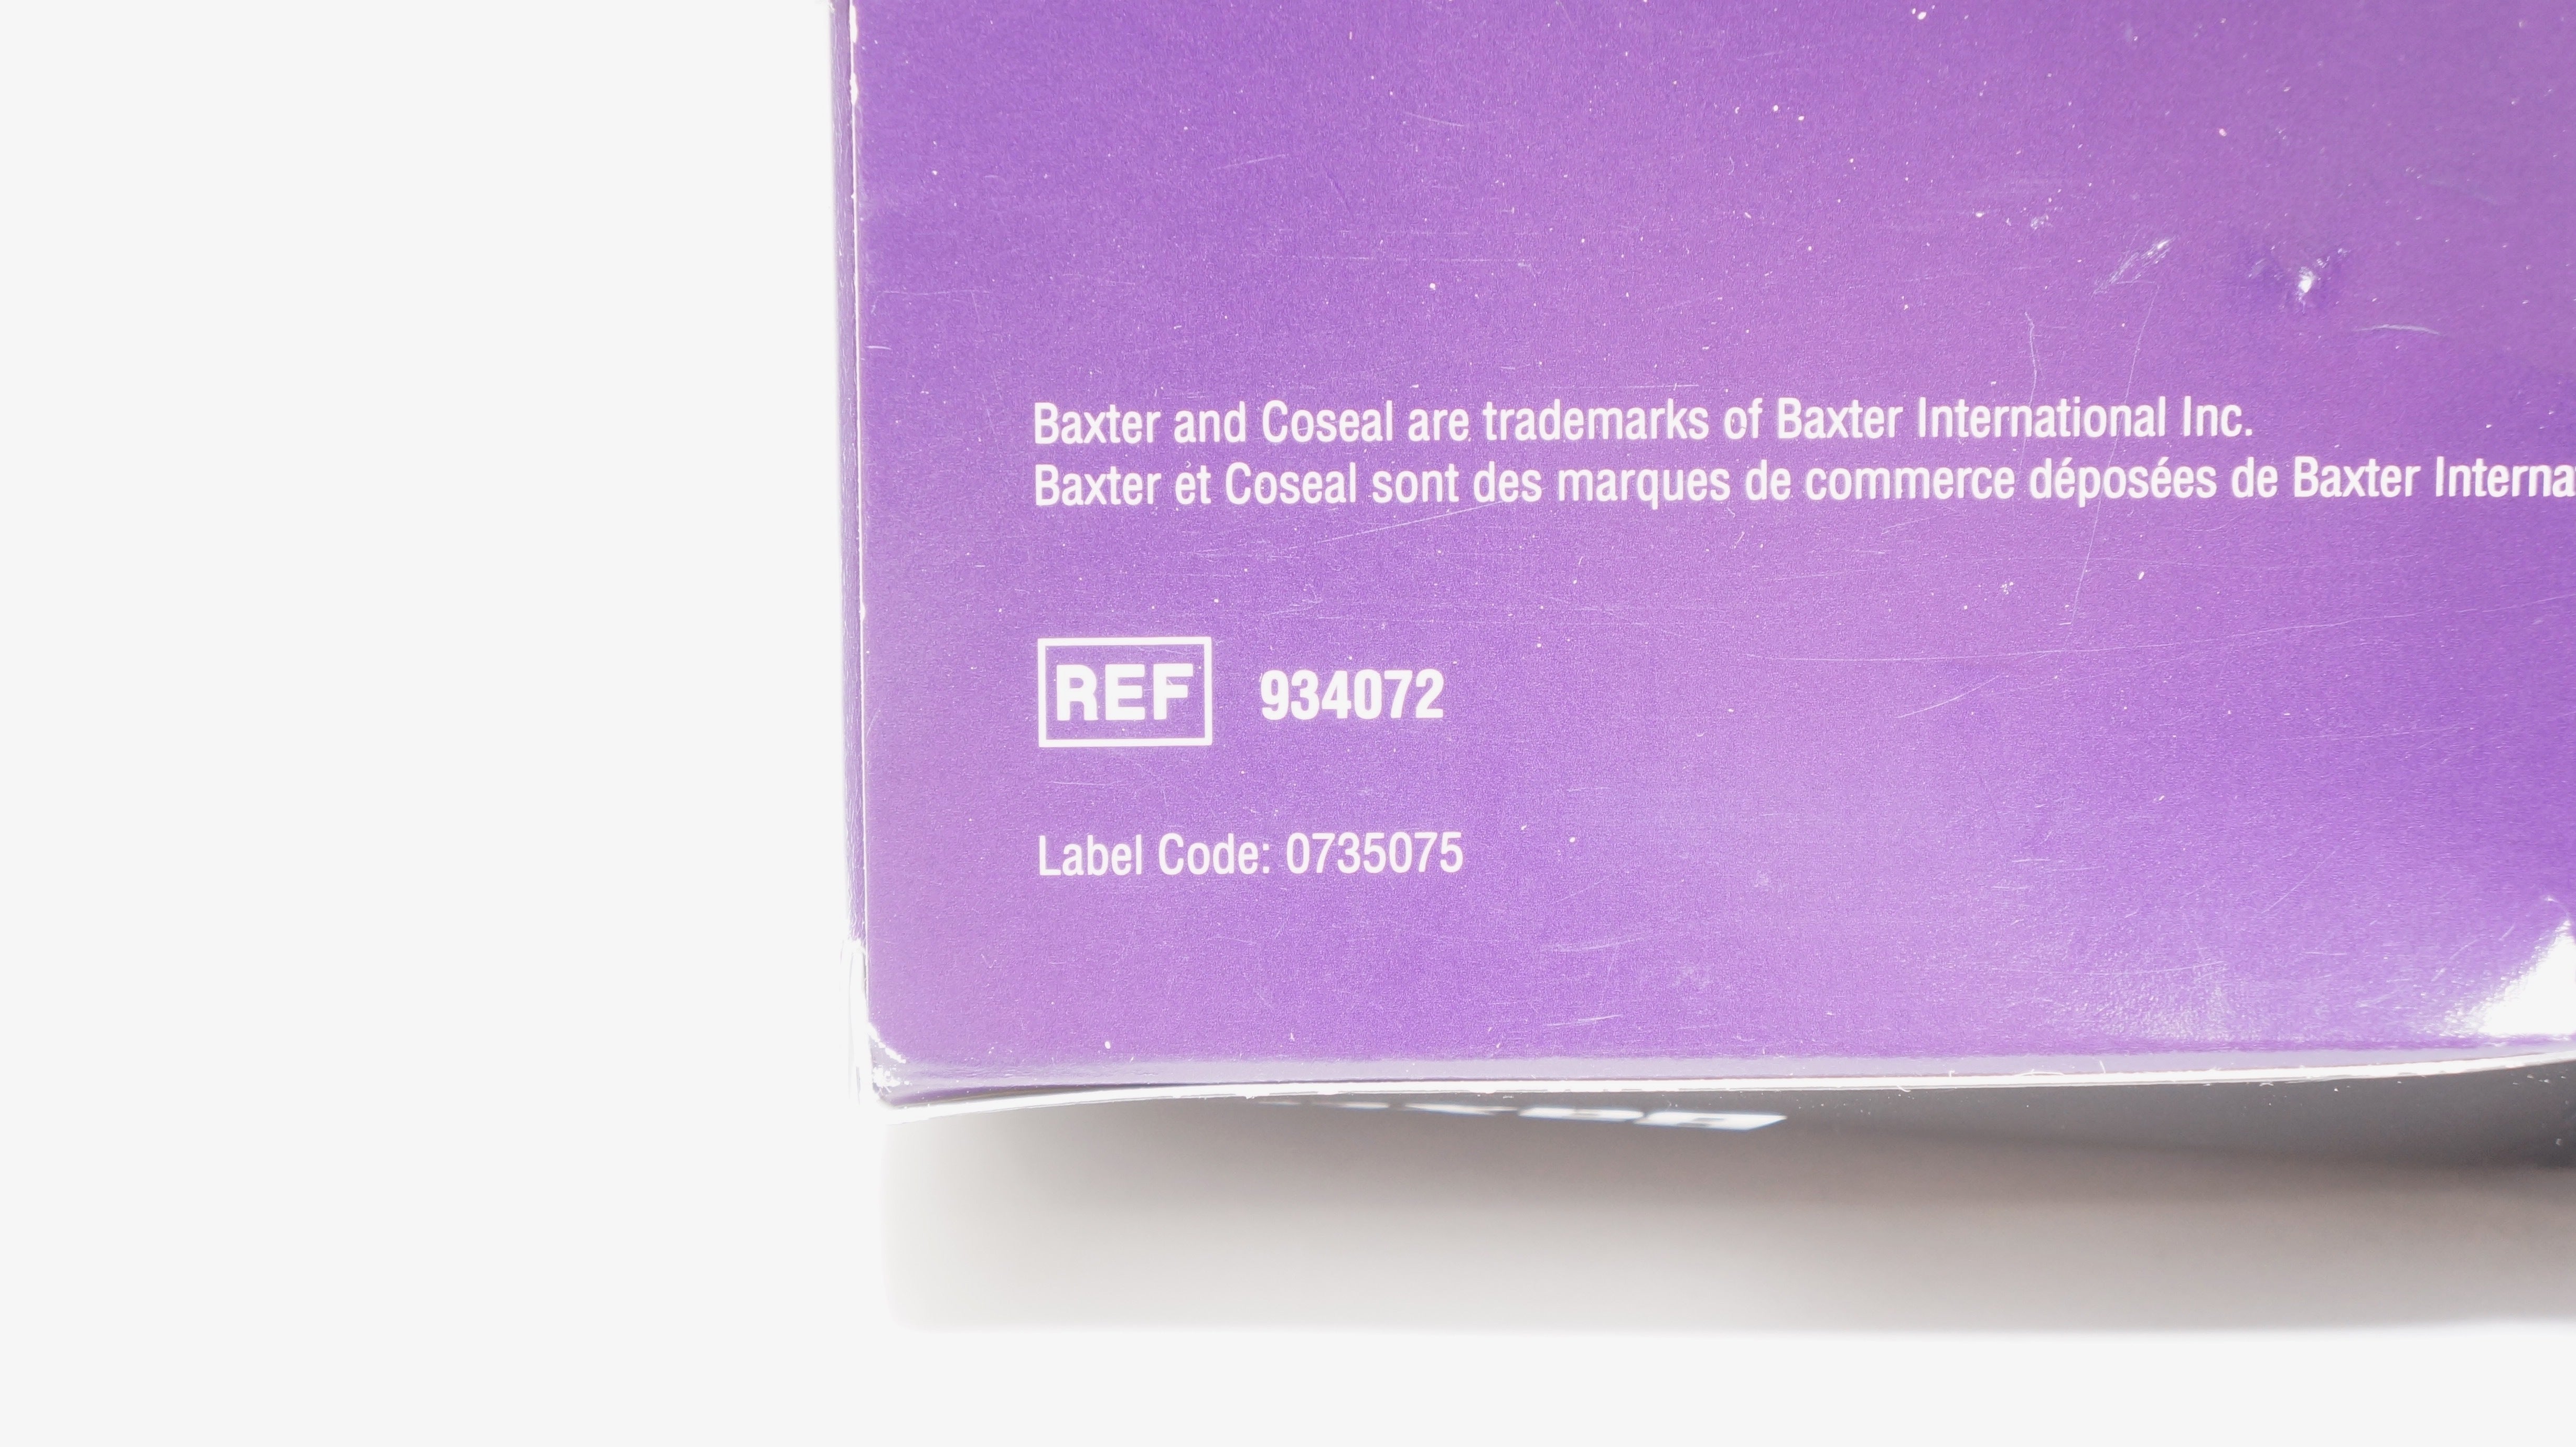 Baxter and Coseal are trademarks of Baxter International Inc.
Baxter et Coseal sont des marques de commerce déposées de Baxter Interna
REF 934072
Label Code: 0735075